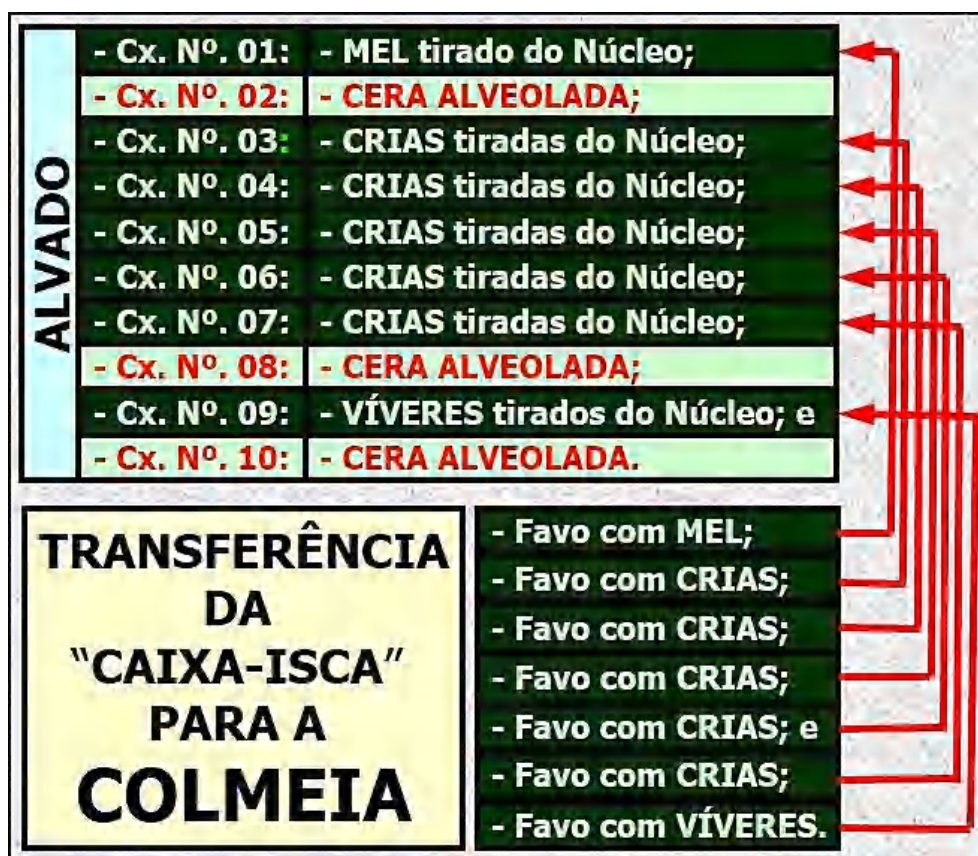 ALVADO
- Cx. Nº. 01: - MEL tirado do Núcleo;
- Cx. Nº. 02: - CERA ALVEOLADA;
- Cx. Nº. 03: - CRIAS tiradas do Núcleo;
- Cx. Nº. 04: - CRIAS tiradas do Núcleo;
- Cx. Nº. 05: - CRIAS tiradas do Núcleo;
- Cx. Nº. 06: - CRIAS tiradas do Núcleo;
- Cx. Nº. 07: - CRIAS tiradas do Núcleo;
- Cx. Nº. 08: - CERA ALVEOLADA;
- Cx. Nº. 09: - VÍVERES tirados do Núcleo; e
- Cx. Nº. 10: - CERA ALVEOLADA.
TRANSFERÊNCIA
DA
“CAIXA-ISCA”
PARA A
COLMEIA
- Favo com MEL;
- Favo com CRIAS;
- Favo com CRIAS;
- Favo com CRIAS;
- Favo com CRIAS; e
- Favo com CRIAS;
- Favo com VÍVERES.